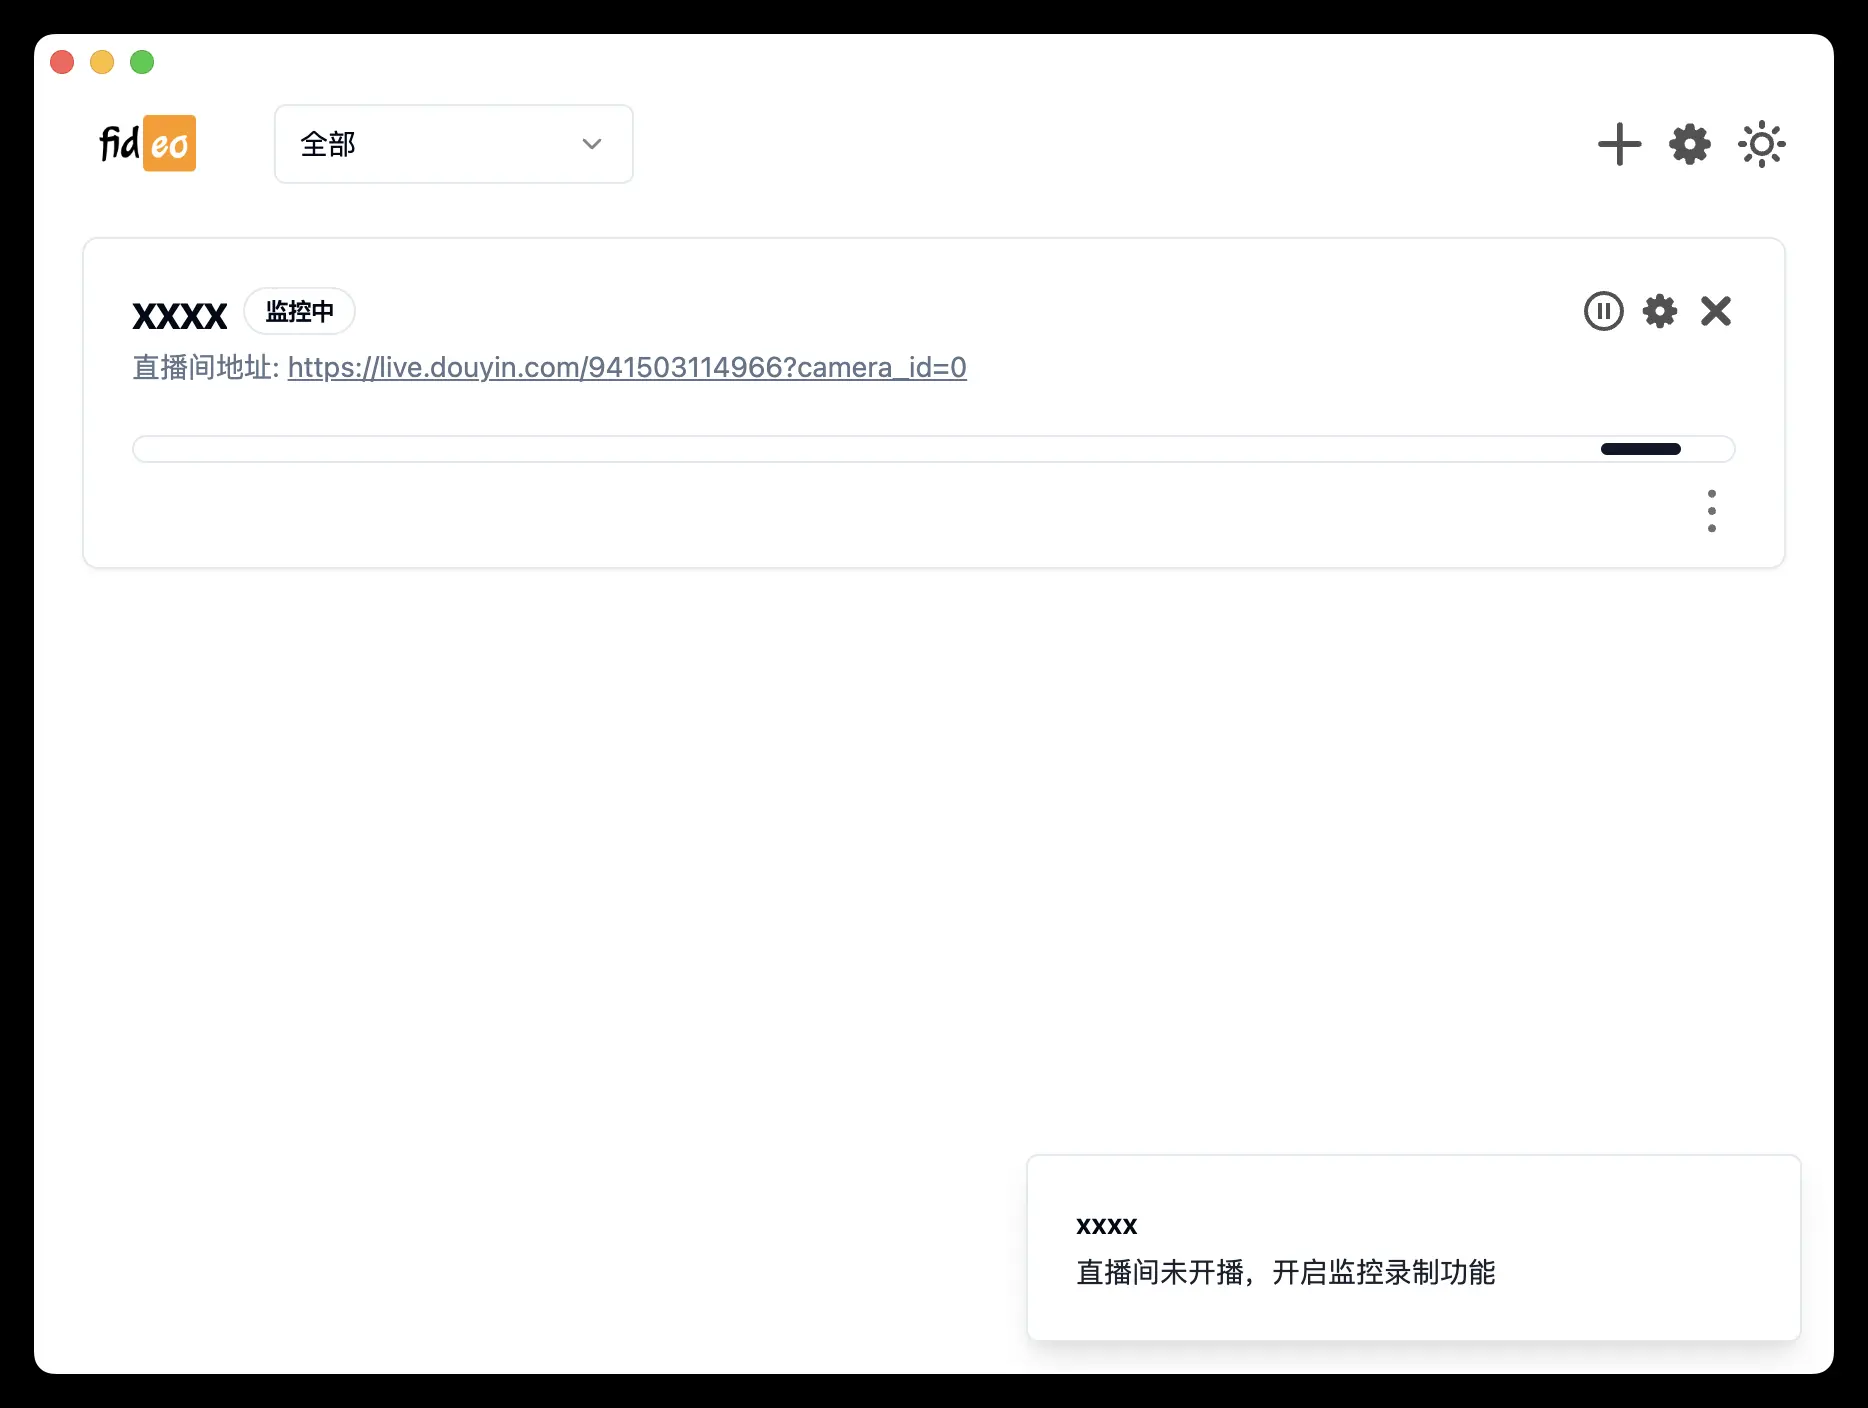 fideo
全部
xxxx 监控中
直播间地址: https://live.douyin.com/941503114966?camera_id=0
xxxx
直播间未开播，开启监控录制功能